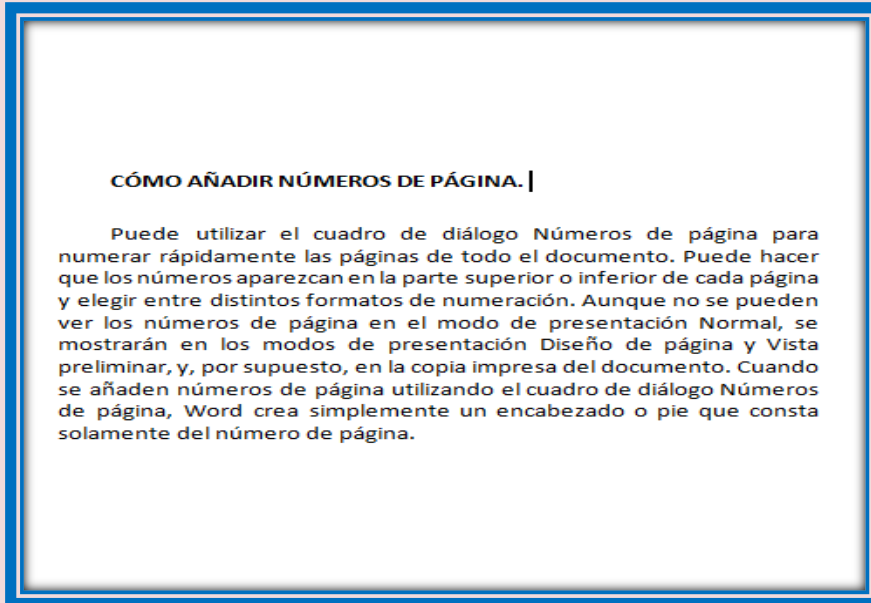 CÓMO AÑADIR NÚMEROS DE PÁGINA.
Puede utilizar el cuadro de diálogo Números de página para
numerar rápidamente las páginas de todo el documento. Puede hacer
que los números aparezcan en la parte superior o inferior de cada página
y elegir entre distintos formatos de numeración. Aunque no se pueden
ver los números de página en el modo de presentación Normal, se
mostrarán en los modos de presentación Diseño de página y Vista
preliminar, y, por supuesto, en la copia impresa del documento. Cuando
se añaden números de página utilizando el cuadro de diálogo Números
de página, Word crea simplemente un encabezado o pie que consta
solamente del número de página.